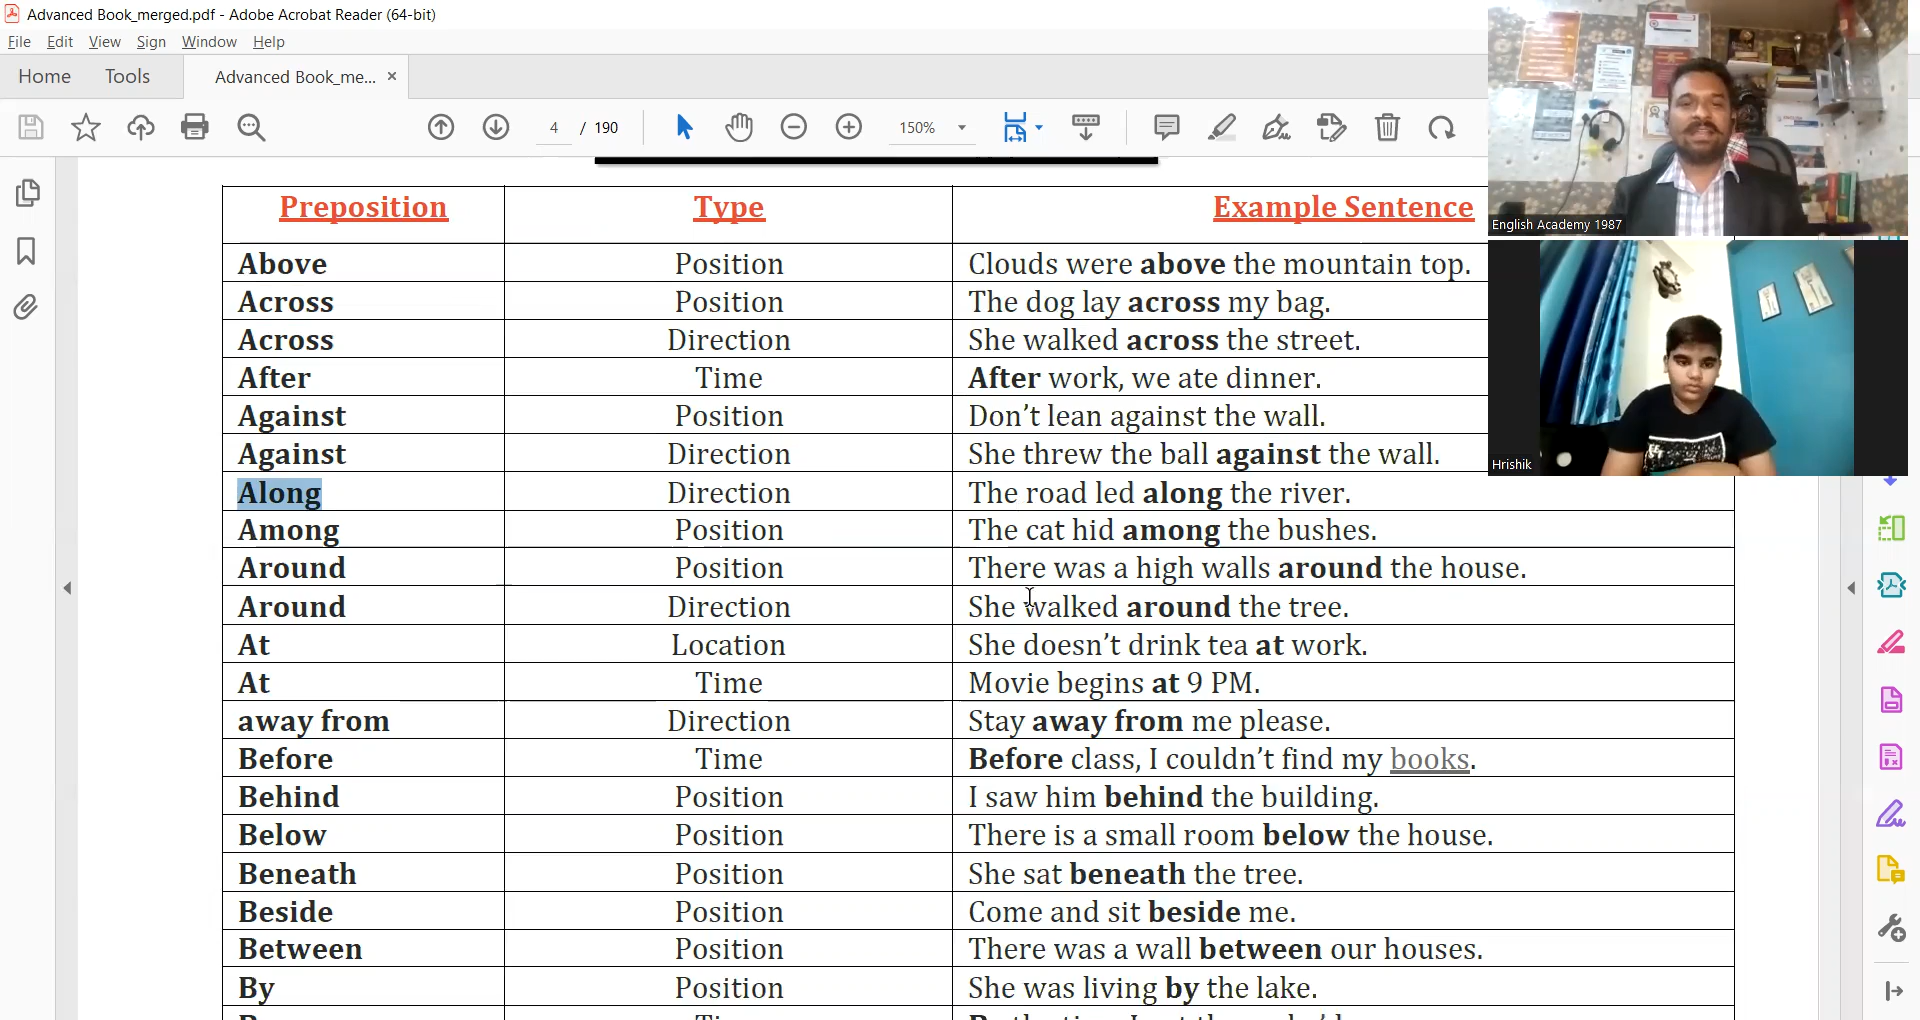 Advanced Book_merged.pdf - Adobe Acrobat Reader (64-bit)
File Edit View Sign Window Help
Home Tools Advanced Book_me... ×
4 / 190 150%
Preposition Type Example Sentence
Above Position Clouds were above the mountain top.
Across Position The dog lay across my bag.
Across Direction She walked across the street.
After Time After work, we ate dinner.
Against Position Don’t lean against the wall.
Against Direction She threw the ball against the wall.
Along Direction The road led along the river.
Among Position The cat hid among the bushes.
Around Position There was a high walls around the house.
Around Direction She walked around the tree.
At Location She doesn’t drink tea at work.
At Time Movie begins at 9 PM.
away from Direction Stay away from me please.
Before Time Before class, I couldn’t find my books.
Behind Position I saw him behind the building.
Below Position There is a small room below the house.
Beneath Position She sat beneath the tree.
Beside Position Come and sit beside me.
Between Position There was a wall between our houses.
By Position She was living by the lake.
English Academy 1987
Hrishik